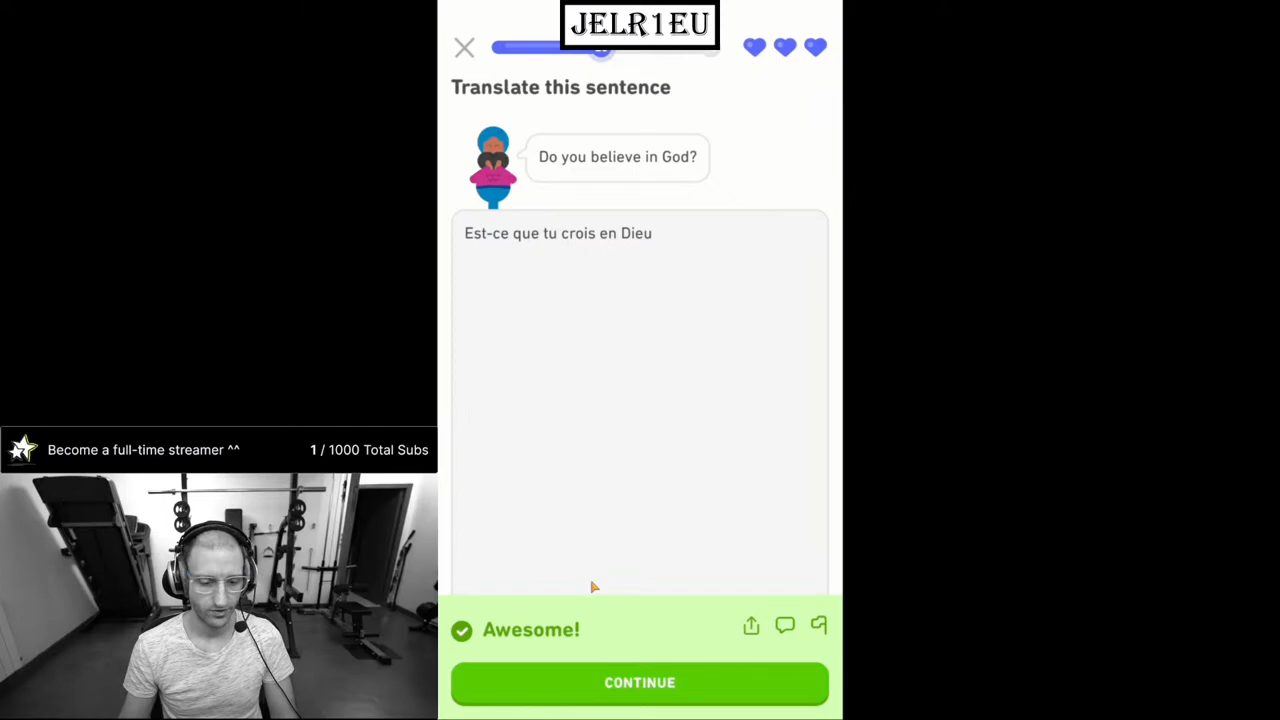 JELR1EU
Translate this sentence
Do you believe in God?
Est-ce que tu crois en Dieu
Become a full-time streamer ^^ 1 / 1000 Total Subs
Awesome!
CONTINUE